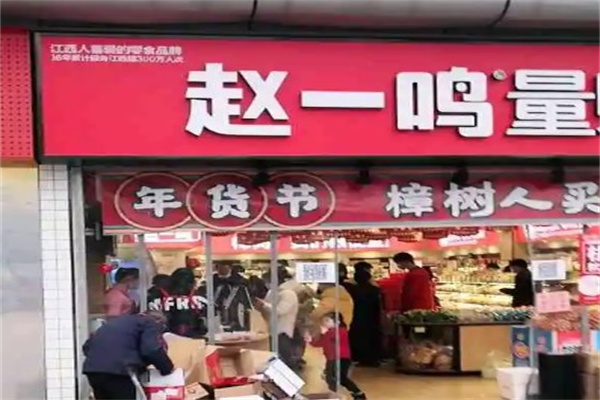 江西人喜爱的零食品牌
赵一鸣®量
年货节 樟树人买